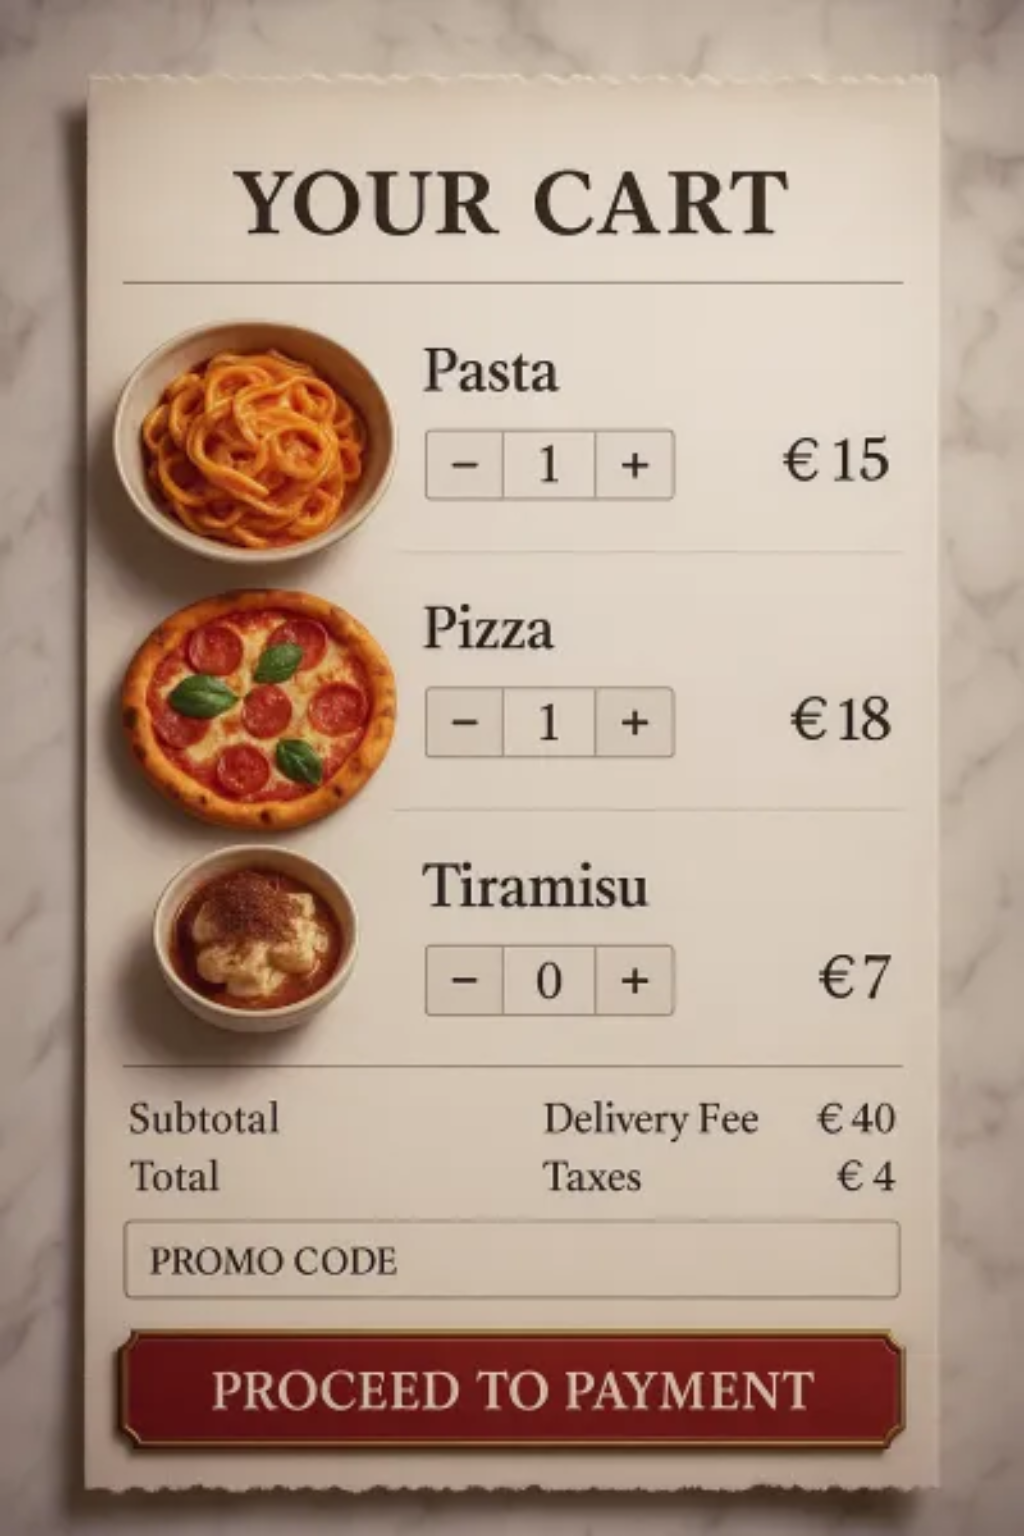 YOUR CART
Pasta
− 1 + € 15
Pizza
− 1 + € 18
Tiramisu
− 0 + € 7
Subtotal Delivery Fee € 40
Total Taxes € 4
PROMO CODE
PROCEED TO PAYMENT